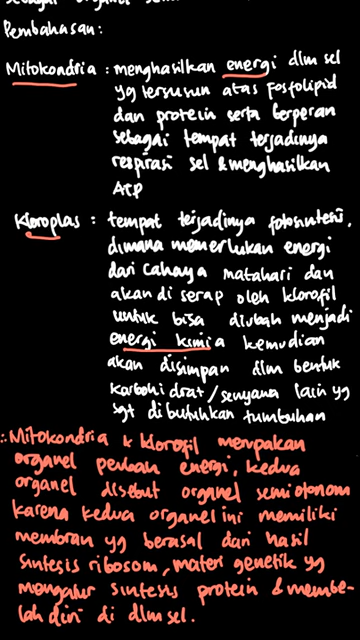 sebagai organel semi
Pembahasan:
Mitokondria : menghasilkan energi dlm sel
yg tersusun atas fosfolipid
dan protein serta berperan
sebagai tempat terjadinya
respirasi sel & menghasilkan
ATP
Kloroplas : tempat terjadinya fotosintesis,
dimana memerlukan energi
dari cahaya matahari dan
akan di serap oleh klorofil
untuk bisa diubah menjadi
energi kimia kemudian
akan disimpan dlm bentuk
karbohidrat/senyawa lain yg
sgt dibutuhkan tumbuhan
∴ Mitokondria & klorofil merupakan
organel perubah energi, kedua
organel disebut organel semiotonom
karena kedua organel ini memiliki
membran yg berasal dari hasil
sintesis ribosom, materi genetik yg
mengatur sintesis protein & membe-
lah diri di dlm sel.